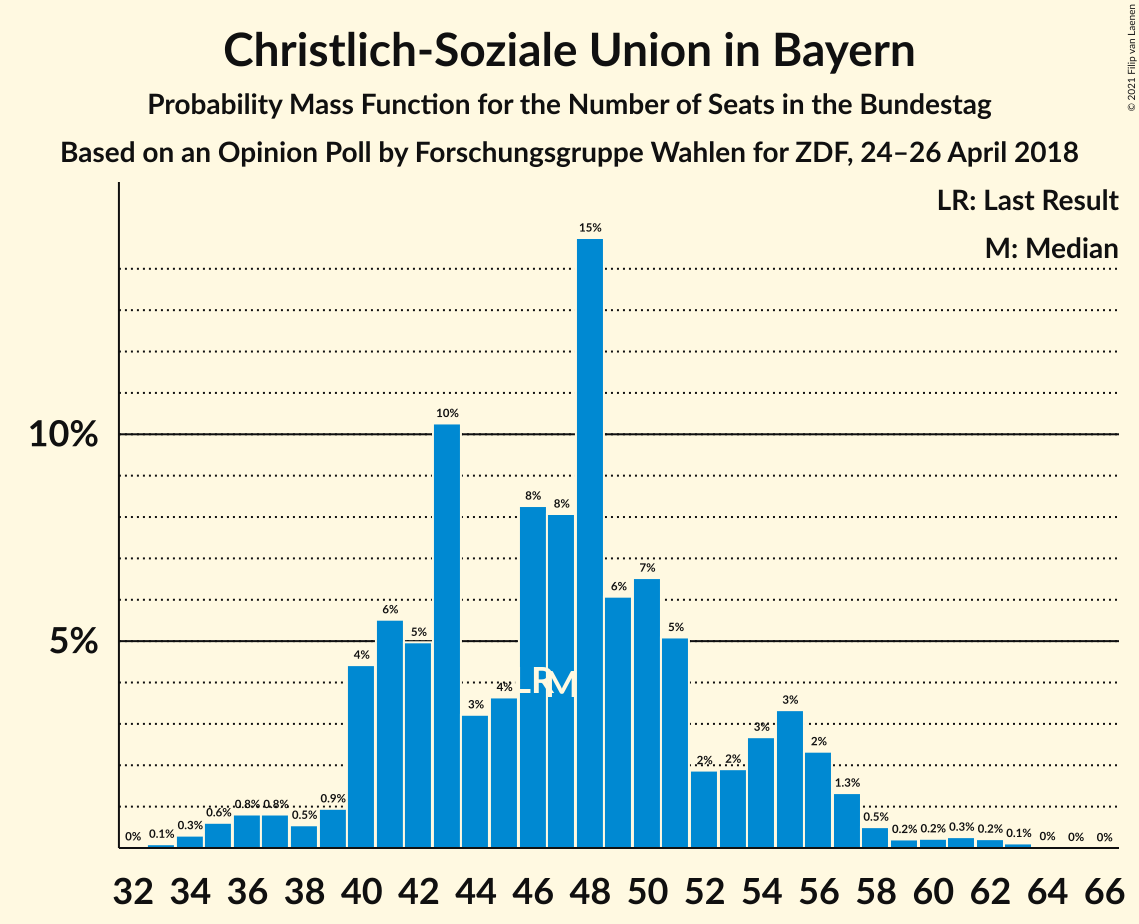 Christlich-Soziale Union in Bayern
Probability Mass Function for the Number of Seats in the Bundestag
Based on an Opinion Poll by Forschungsgruppe Wahlen for ZDF, 24–26 April 2018
© 2021 Filip van Laenen
LR: Last Result
M: Median
10%
5%
0% 0.1% 0.3% 0.6% 0.8% 0.8% 0.5% 0.9% 4% 6% 5% 10% 3% 4% 8% 8% 15% 6% 7% 5% 2% 2% 3% 3% 2% 1.3% 0.5% 0.2% 0.2% 0.3% 0.2% 0.1% 0% 0% 0%
LR M
32 34 36 38 40 42 44 46 48 50 52 54 56 58 60 62 64 66